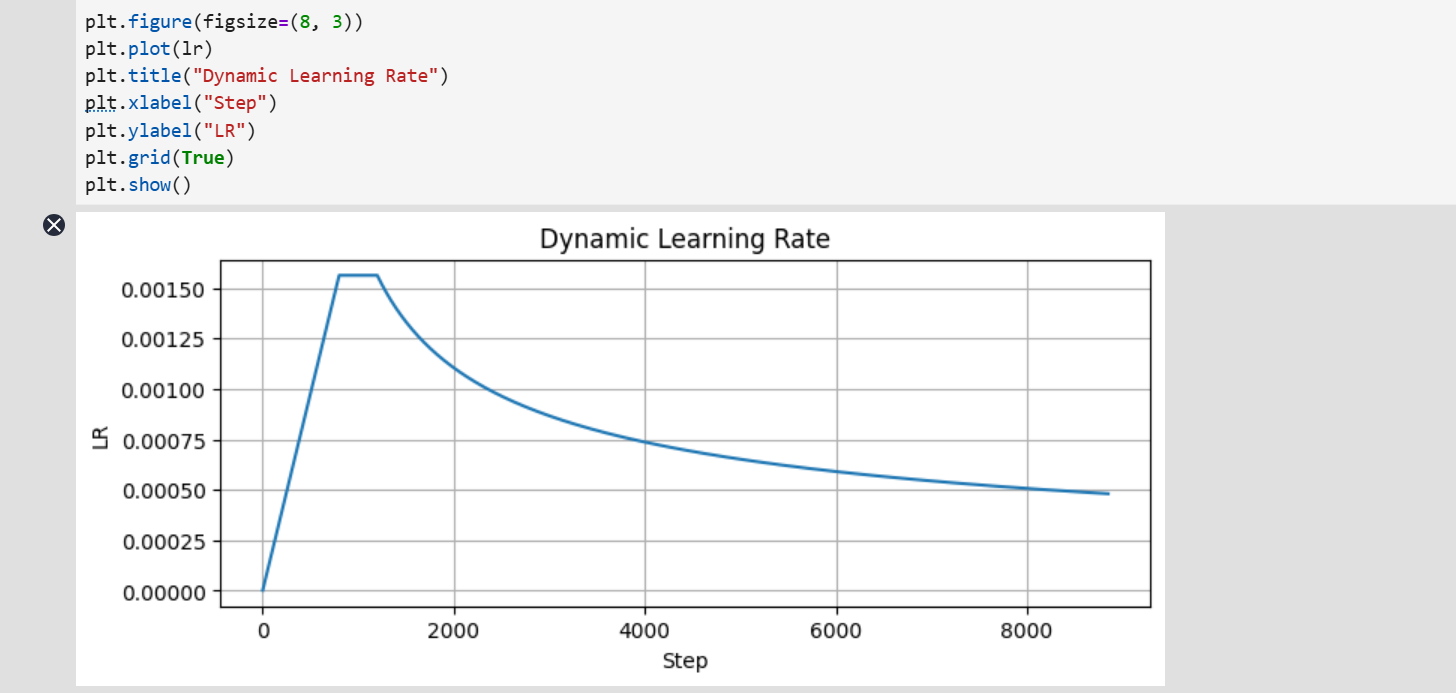 plt.figure(figsize=(8, 3))
plt.plot(lr)
plt.title("Dynamic Learning Rate")
plt.xlabel("Step")
plt.ylabel("LR")
plt.grid(True)
plt.show()
Dynamic Learning Rate
0.00150
0.00125
0.00100
0.00075
0.00050
0.00025
0.00000
LR
0 2000 4000 6000 8000
Step